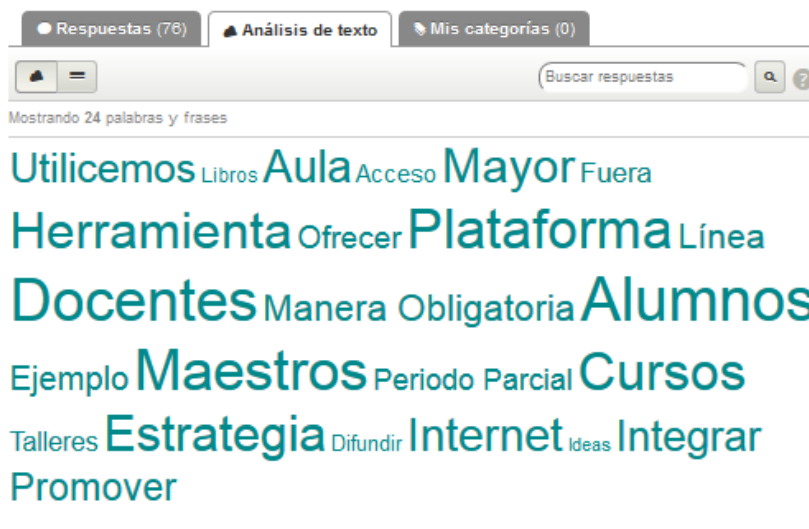 Respuestas (76) Análisis de texto Mis categorías (0)
Buscar respuestas
Mostrando 24 palabras y frases
Utilicemos Libros Aula Acceso Mayor Fuera
Herramienta Ofrecer Plataforma Línea
Docentes Manera Obligatoria Alumnos
Ejemplo Maestros Periodo Parcial Cursos
Talleres Estrategia Difundir Internet Ideas Integrar
Promover